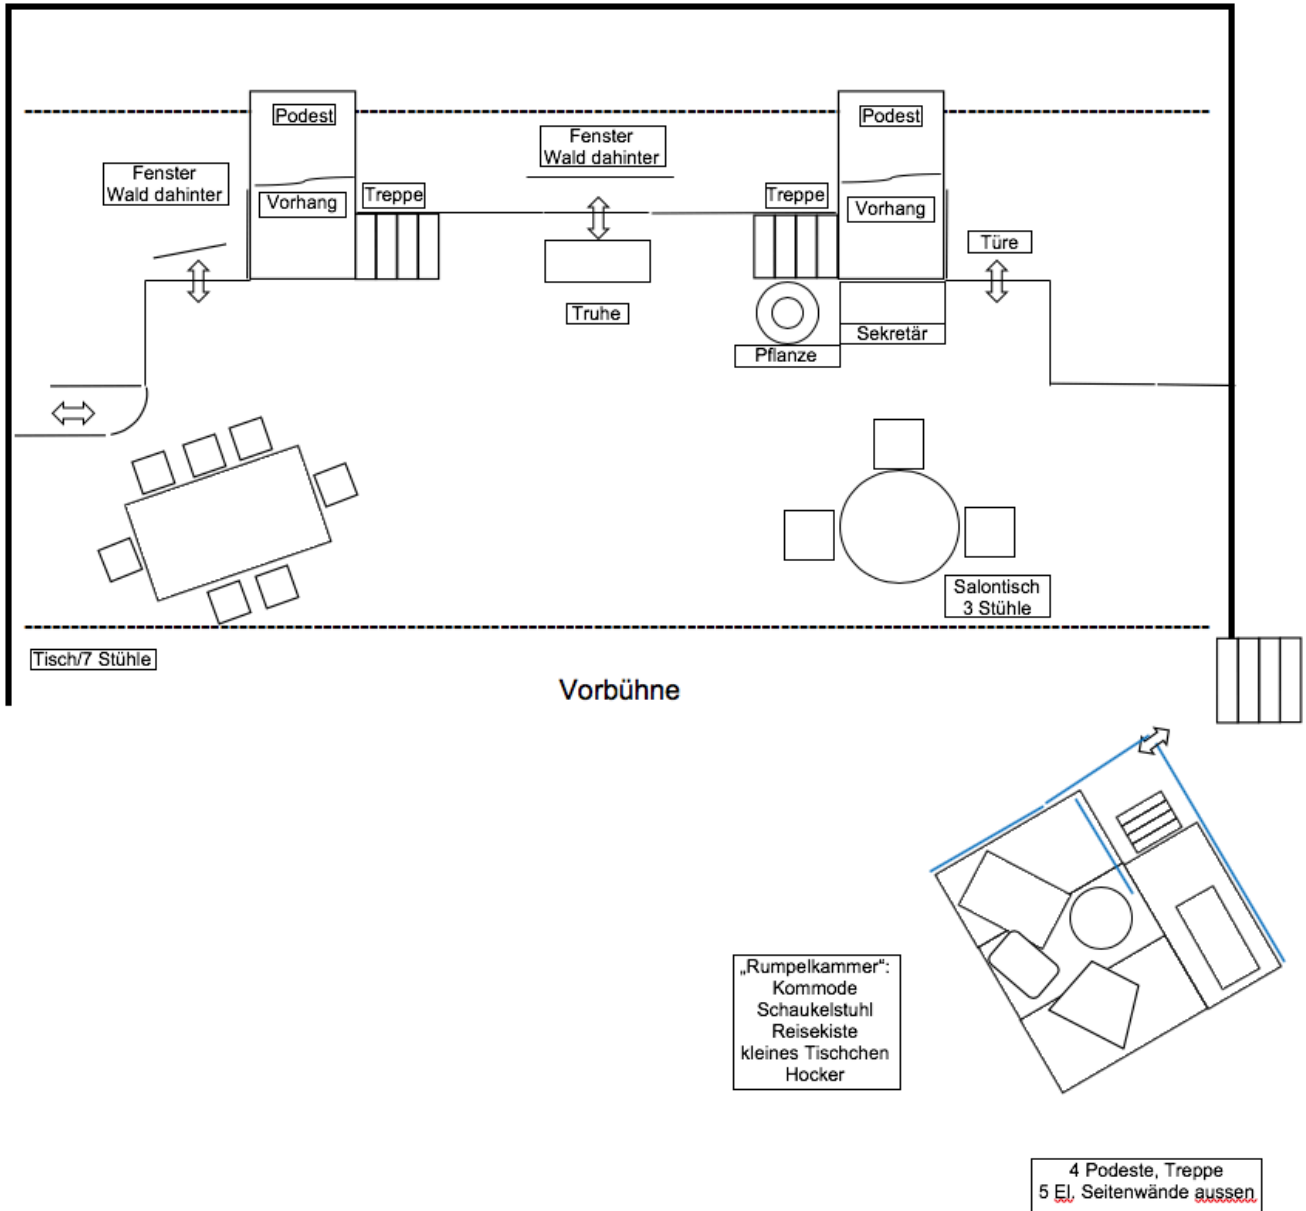 Podest
Podest
Fenster
Wald dahinter
Fenster
Wald dahinter
Treppe
Treppe
Vorhang
Vorhang
Türe
Truhe
Sekretär
Pflanze
Salontisch
3 Stühle
Tisch/7 Stühle
Vorbühne
„Rumpelkammer“:
Kommode
Schaukelstuhl
Reisekiste
kleines Tischchen
Hocker
4 Podeste, Treppe
5 El. Seitenwände aussen